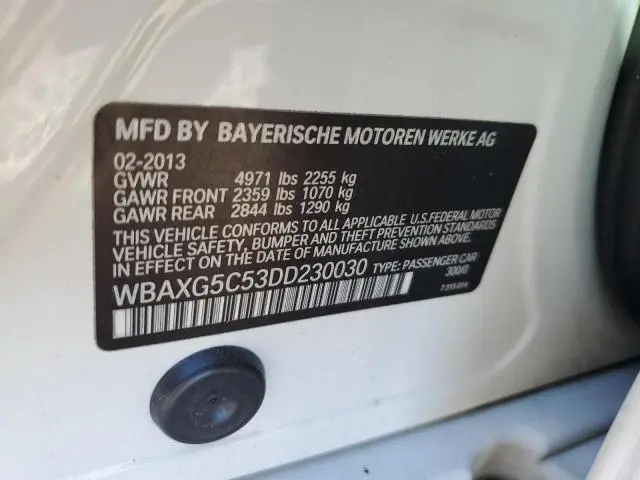 MFD BY BAYERISCHE MOTOREN WERKE AG
02-2013
GVWR 4971 lbs 2255 kg
GAWR FRONT 2359 lbs 1070 kg
GAWR REAR 2844 lbs 1290 kg
THIS VEHICLE CONFORMS TO ALL APPLICABLE U.S.FEDERAL MOTOR
VEHICLE SAFETY, BUMPER AND THEFT PREVENTION STANDARDS
IN EFFECT ON THE DATE OF MANUFACTURE SHOWN ABOVE.
WBAXG5C53DD230030 TYPE: PASSENGER CAR
300/0